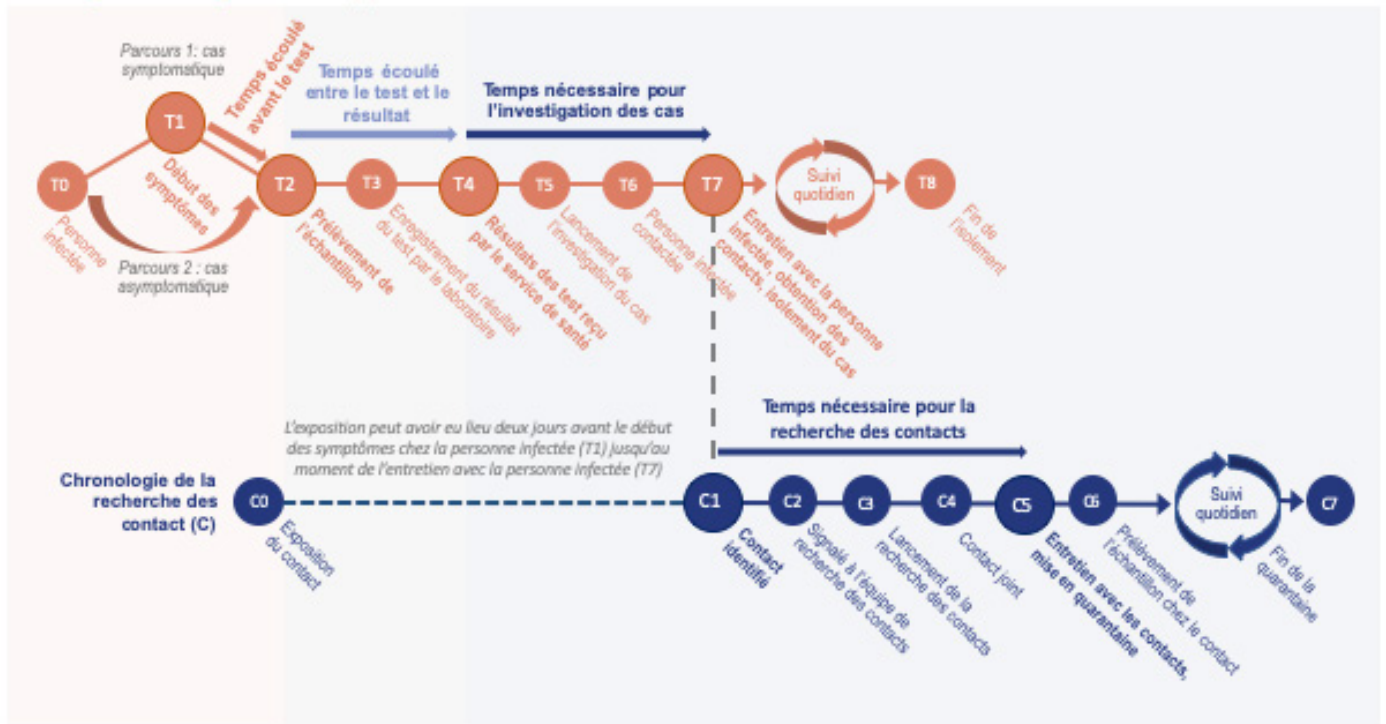 Parcours 1: cas
symptomatique
Temps écoulé
avant le test
Temps écoulé
entre le test et le
résultat
Temps nécessaire pour
l'investigation des cas
T0
T1
T2
T3
T4
T5
T6
T7
Suivi
quotidien
T8
Personne
infectée
Début des
symptômes
Prélèvement de
l'échantillon
Enregistrement du résultat
du test par le laboratoire
Résultats des test reçu
par le service de santé
Lancement de
l'investigation du cas
Personne infectée
contactée
Entretien avec la personne
infectée, obtention des
contacts, isolement du cas
Fin de
l'isolement
Parcours 2 : cas
asymptomatique
L'exposition peut avoir eu lieu deux jours avant le début
des symptômes chez la personne infectée (T1) jusqu'au
moment de l'entretien avec la personne infectée (T7)
Temps nécessaire pour la
recherche des contacts
Chronologie de la
recherche des
contact (C)
C0
C1
C2
C3
C4
C5
C6
Suivi
quotidien
C7
Exposition
du contact
Contact
identifié
Signalé à l'équipe de
recherche des contacts
Lancement de la
recherche des contacts
Contact joint
Entretien avec les contacts,
mise en quarantaine
Prélèvement de
l'échantillon chez le contact
Fin de la
quarantaine